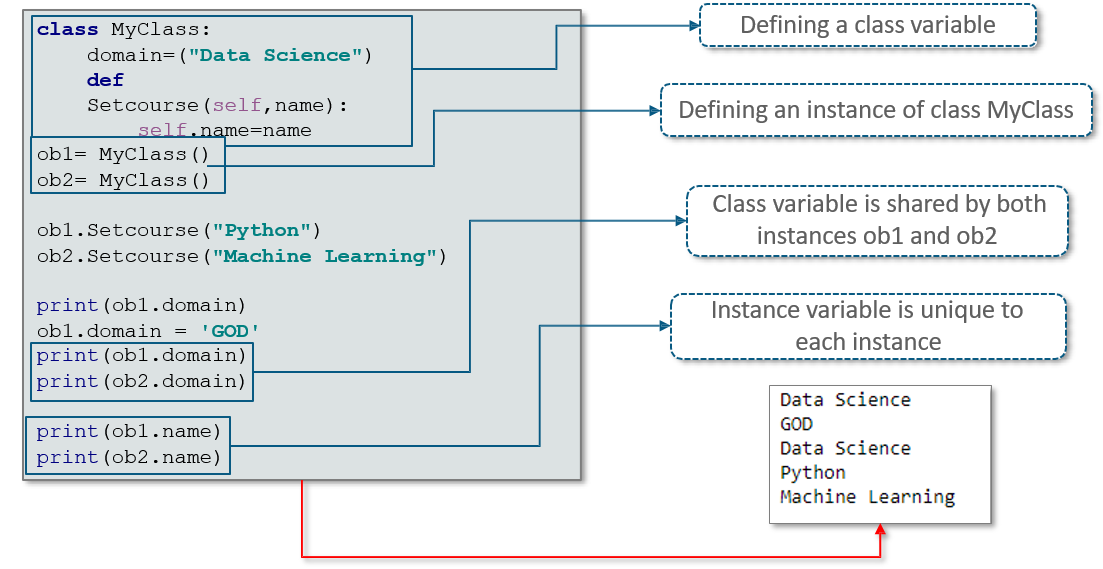 class MyClass:
domain=("Data Science")
def
Setcourse(self,name):
self.name=name
ob1= MyClass()
ob2= MyClass()
ob1.Setcourse("Python")
ob2.Setcourse("Machine Learning")
print(ob1.domain)
ob1.domain = 'GOD'
print(ob1.domain)
print(ob2.domain)
print(ob1.name)
print(ob2.name)
Defining a class variable
Defining an instance of class MyClass
Class variable is shared by both
instances ob1 and ob2
Instance variable is unique to
each instance
Data Science
GOD
Data Science
Python
Machine Learning